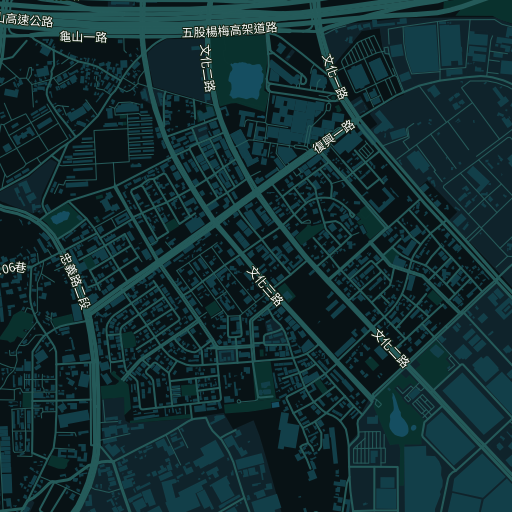 山高速公路
龜山一路
五股楊梅高架道路
文化二路
文化一路
復興一路
忠義路二段
06巷
文化三路
文化二路